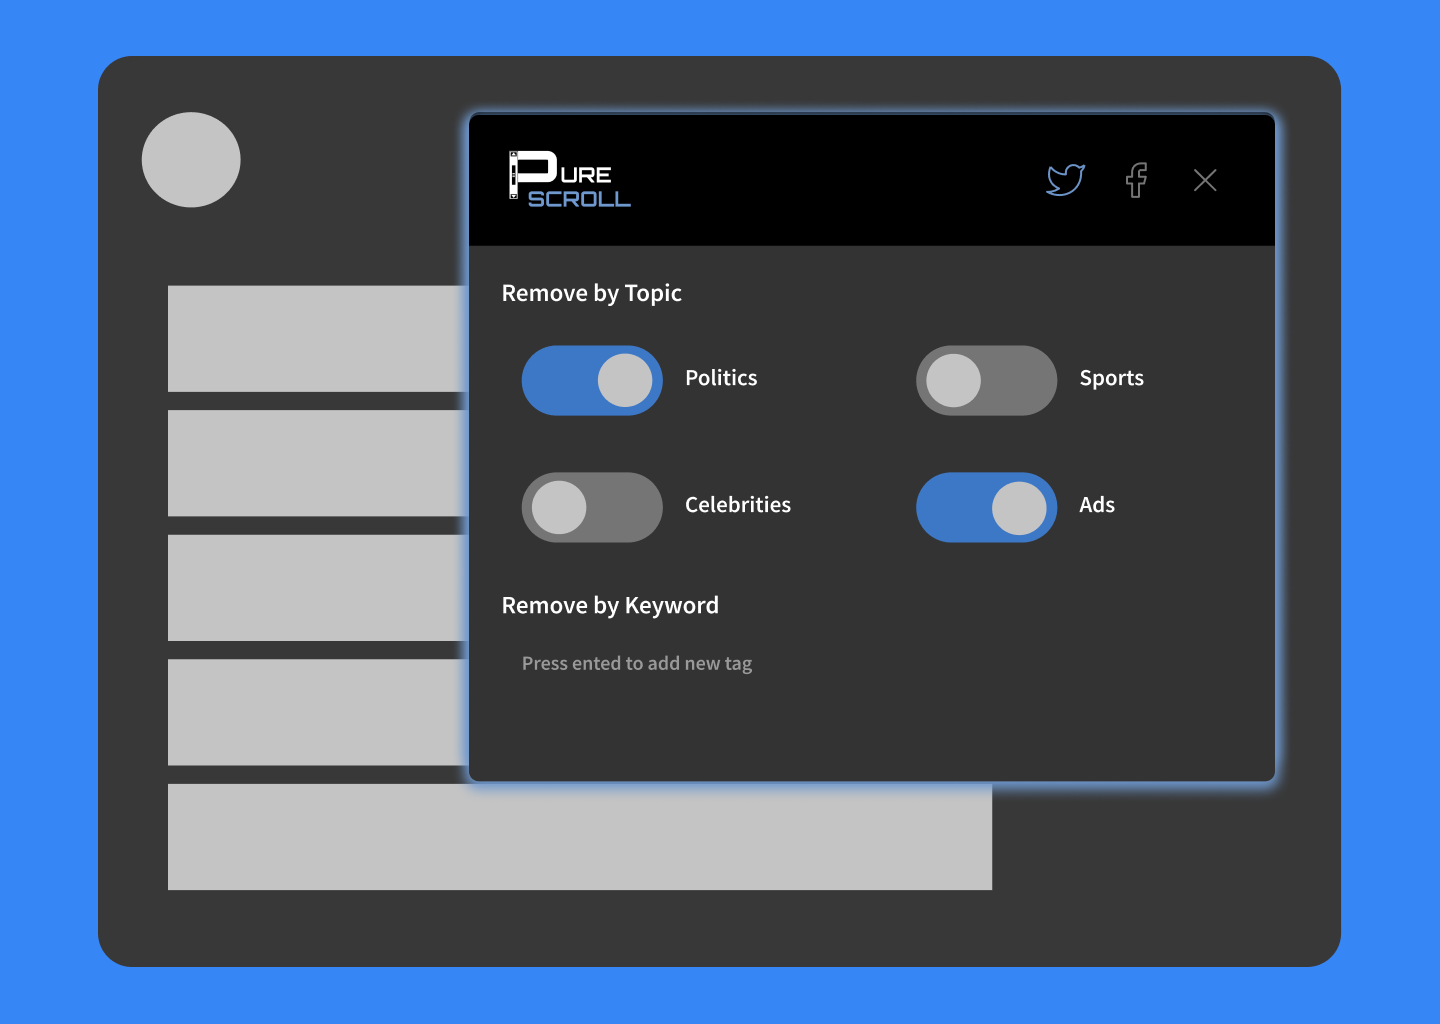 PURE
SCROLL
Remove by Topic
Politics
Sports
Celebrities
Ads
Remove by Keyword
Press ented to add new tag